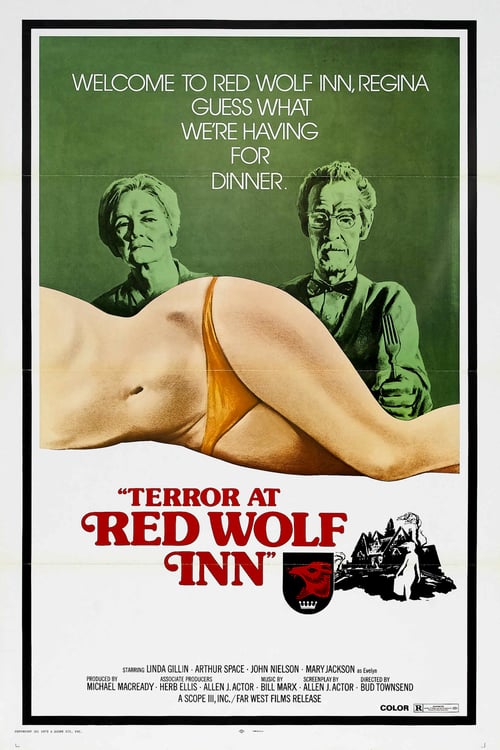 WELCOME TO RED WOLF INN, REGINA
GUESS WHAT
WE'RE HAVING
FOR
DINNER.
"TERROR AT
RED WOLF
INN"
STARRING LINDA GILLIN • ARTHUR SPACE • JOHN NIELSON • MARY JACKSON as Evelyn
PRODUCED BY
MICHAEL MACREADY
ASSOCIATE PRODUCERS
HERB ELLIS • ALLEN J. ACTOR
MUSIC BY
BILL MARX
SCREENPLAY BY
ALLEN J. ACTOR
DIRECTED BY
BUD TOWNSEND
A SCOPE III, INC./FAR WEST FILMS RELEASE
COLOR R